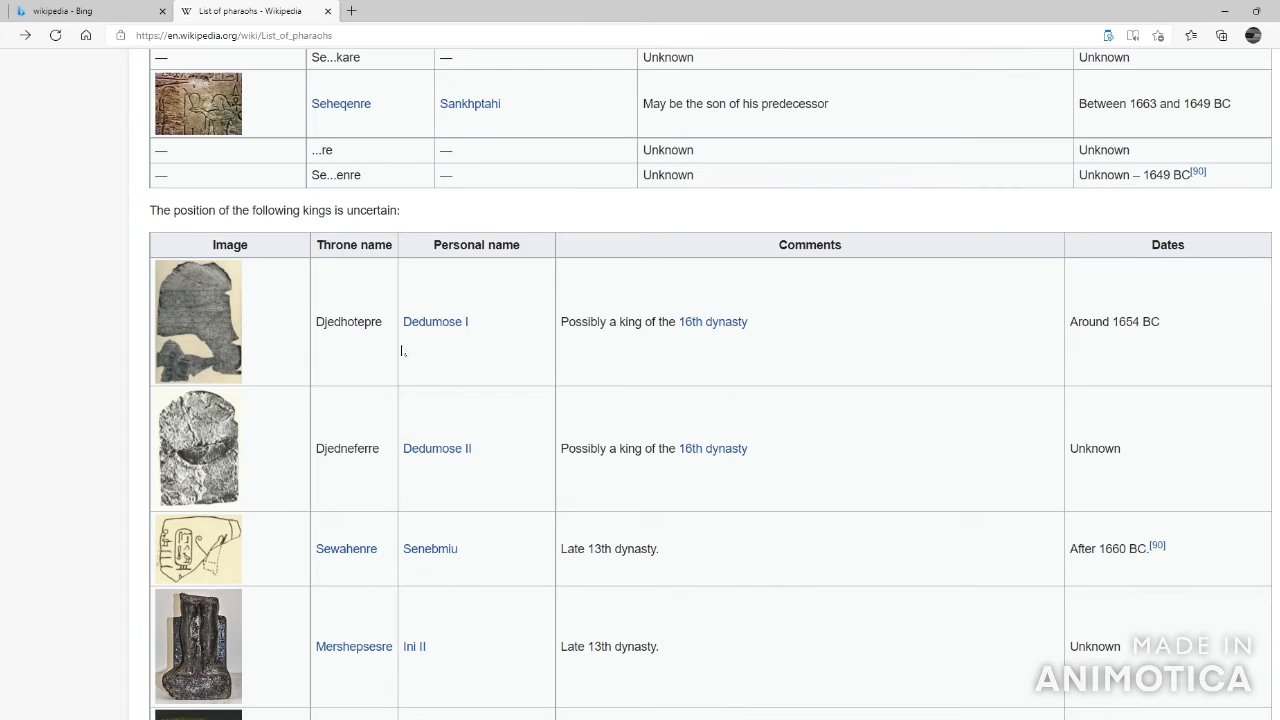 wikipedia - Bing
List of pharaohs - Wikipedia
https://en.wikipedia.org/wiki/List_of_pharaohs
— Se...kare — Unknown Unknown
Seheqenre Sankhptahi May be the son of his predecessor Between 1663 and 1649 BC
— ...re — Unknown Unknown
— Se...enre — Unknown Unknown – 1649 BC[90]
The position of the following kings is uncertain:
Image Throne name Personal name Comments Dates
Djedhotepre Dedumose I Possibly a king of the 16th dynasty Around 1654 BC
Djedneferre Dedumose II Possibly a king of the 16th dynasty Unknown
Sewahenre Senebmiu Late 13th dynasty. After 1660 BC.[90]
Mershepsesre Ini II Late 13th dynasty. Unknown
MADE IN
ANIMOTICA